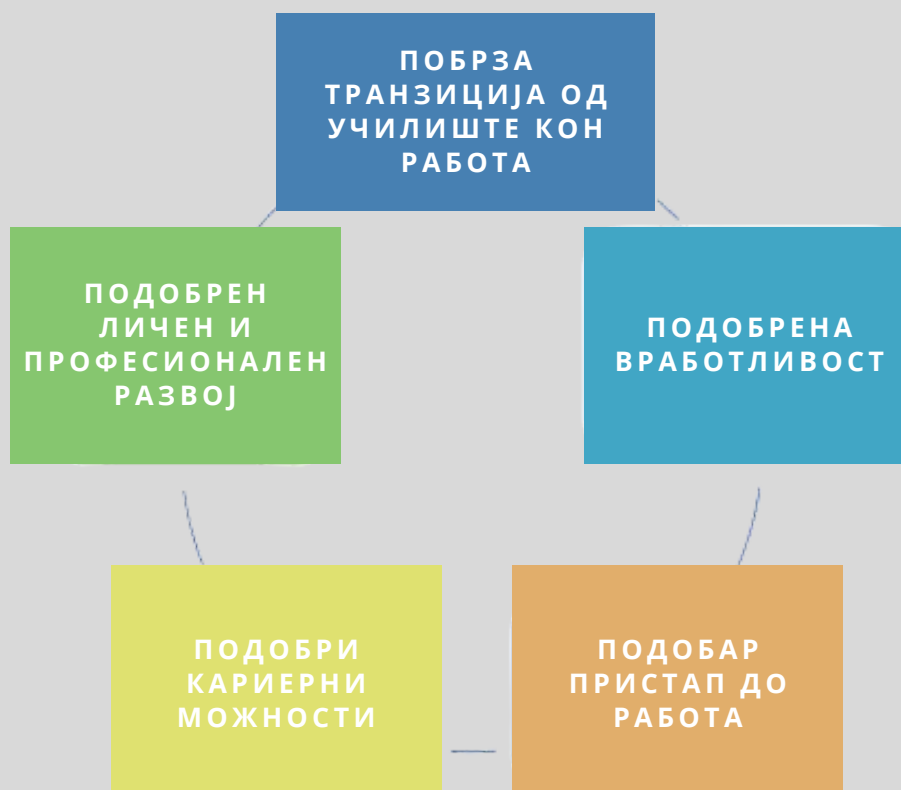 ПОБРЗА
ТРАНЗИЦИЈА ОД
УЧИЛИШТЕ КОН
РАБОТА
ПОДОБРЕН
ЛИЧЕН И
ПРОФЕСИОНАЛЕН
РАЗВОЈ
ПОДОБРЕНА
ВРАБОТЛИВОСТ
ПОДОБРИ
КАРИЕРНИ
МОЖНОСТИ
ПОДОБАР
ПРИСТАП ДО
РАБОТА